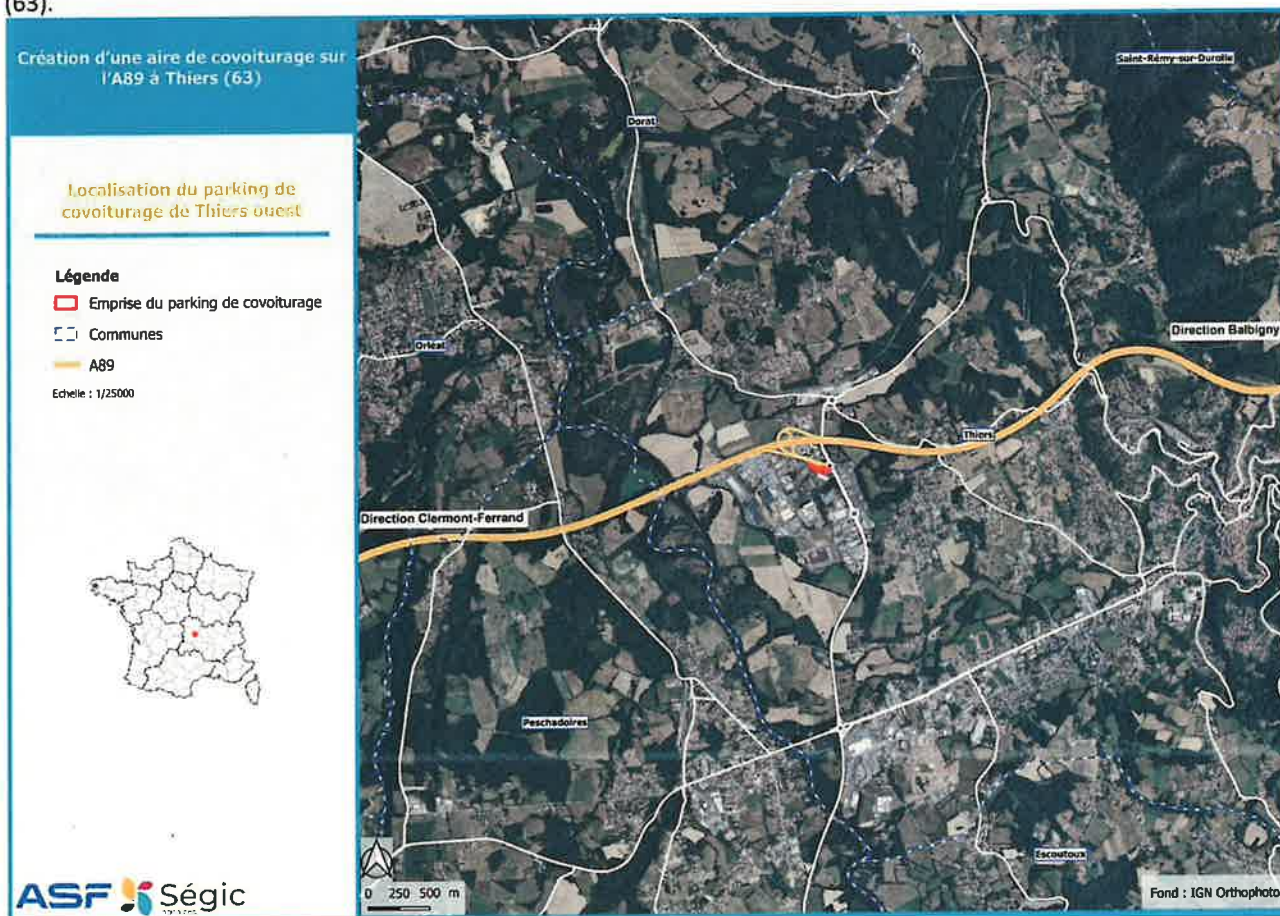 (63).
Création d'une aire de covoiturage sur
l'A89 à Thiers (63)
Localisation du parking de
covoiturage de Thiers ouest
Légende
Emprise du parking de covoiturage
Communes
A89
Echelle : 1/25000
ASF
Ségic
Saint-Rémy-sur-Durolle
Dorat
Direction Balbigny
Orléat
Thiers
Direction Clermont-Ferrand
Peschadoires
Escoutoux
0 250 500 m
Fond : IGN Orthophoto